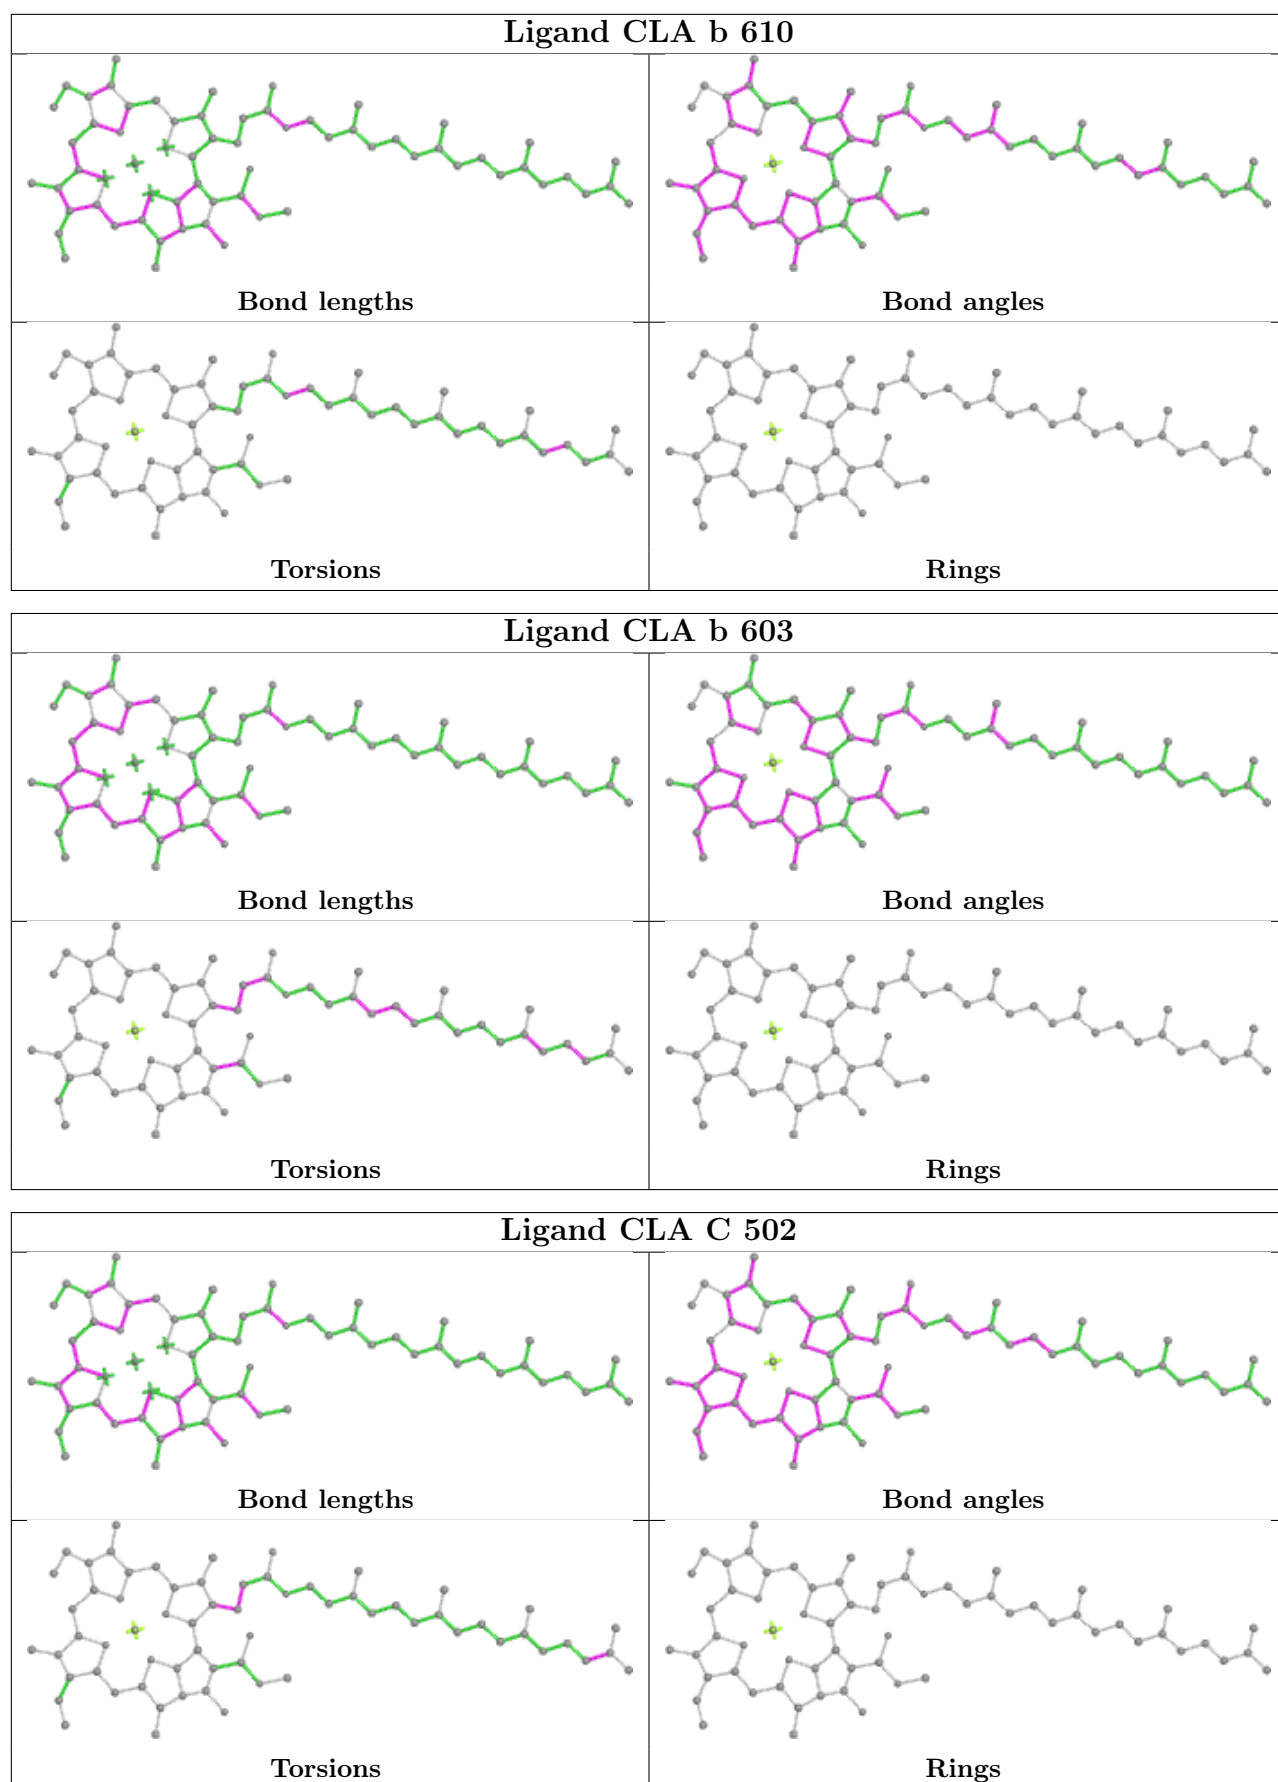 Ligand CLA b 610
Bond lengths
Bond angles
Torsions
Rings
Ligand CLA b 603
Bond lengths
Bond angles
Torsions
Rings
Ligand CLA C 502
Bond lengths
Bond angles
Torsions
Rings